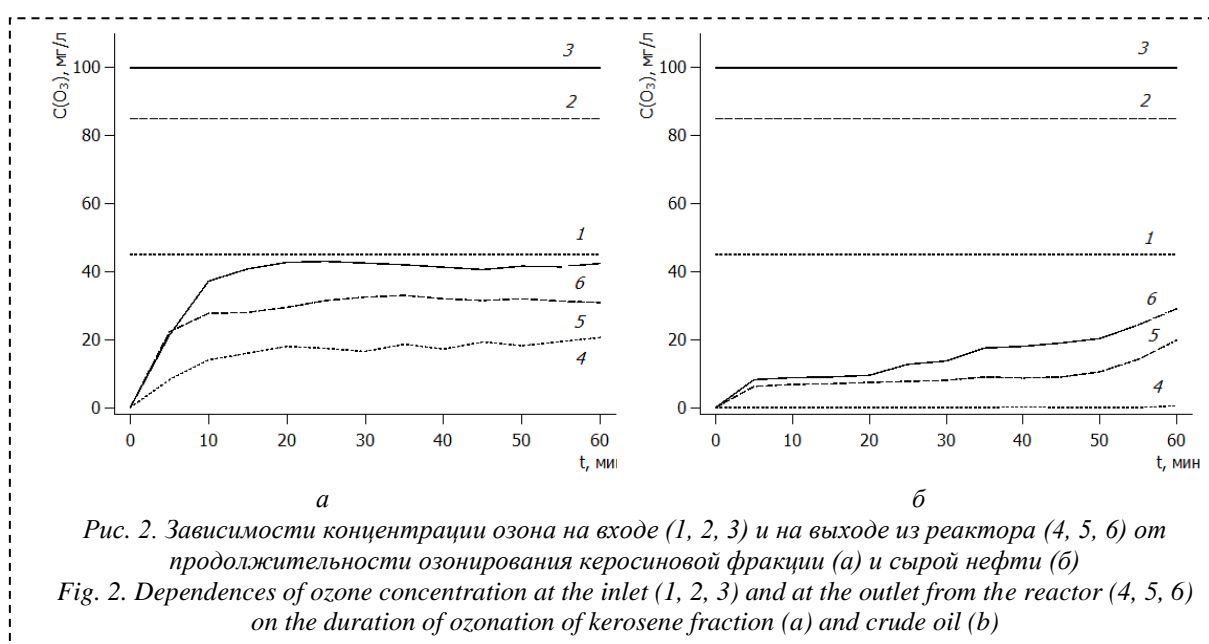 C(O₃), мг/л
100
80
60
40
20
0
3
2
1
6
5
4
0 10 20 30 40 50 60
t, мин
C(O₃), мг/л
100
80
60
40
20
0
3
2
1
6
5
4
0 10 20 30 40 50 60
t, мин
а б
Рис. 2. Зависимости концентрации озона на входе (1, 2, 3) и на выходе из реактора (4, 5, 6) от
продолжительности озонирования керосиновой фракции (а) и сырой нефти (б)
Fig. 2. Dependences of ozone concentration at the inlet (1, 2, 3) and at the outlet from the reactor (4, 5, 6)
on the duration of ozonation of kerosene fraction (a) and crude oil (b)